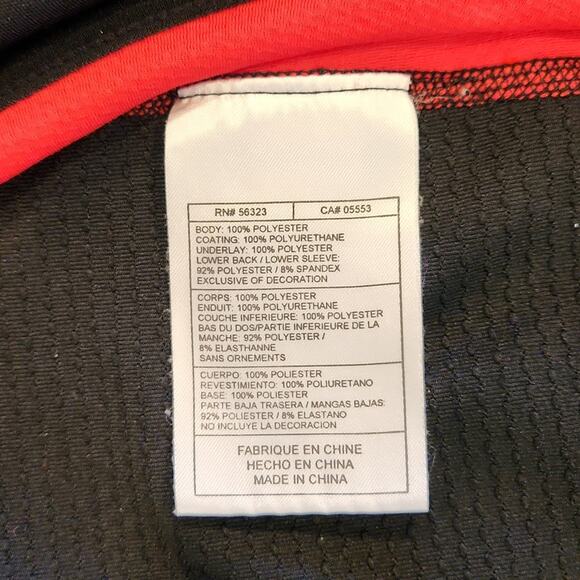 RN# 56323 CA# 05553
BODY: 100% POLYESTER
COATING: 100% POLYURETHANE
UNDERLAY: 100% POLYESTER
LOWER BACK / LOWER SLEEVE:
92% POLYESTER / 8% SPANDEX
EXCLUSIVE OF DECORATION
CORPS: 100% POLYESTER
ENDUIT: 100% POLYURETHANE
COUCHE INFERIEURE: 100% POLYESTER
BAS DU DOS/PARTIE INFERIEURE DE LA
MANCHE: 92% POLYESTER /
8% ELASTHANNE
SANS ORNEMENTS
CUERPO: 100% POLIESTER
REVESTIMIENTO: 100% POLIURETANO
BASE: 100% POLIESTER
PARTE BAJA TRASERA / MANGAS BAJAS:
92% POLIESTER / 8% ELASTANO
NO INCLUYE LA DECORACION
FABRIQUE EN CHINE
HECHO EN CHINA
MADE IN CHINA